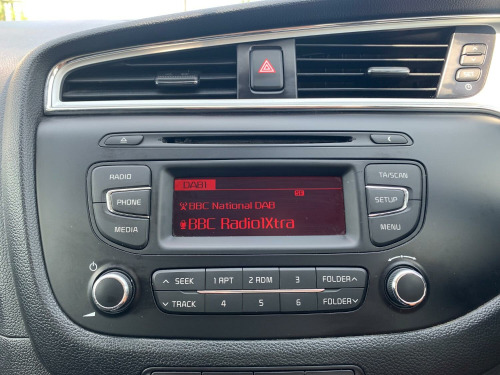 RADIO
PHONE
MEDIA
DAB1
BBC National DAB
BBC Radio1Xtra
TA/SCAN
SETUP
MENU
SEEK 1 RPT 2 RDM 3 FOLDER
TRACK 4 5 6 FOLDER